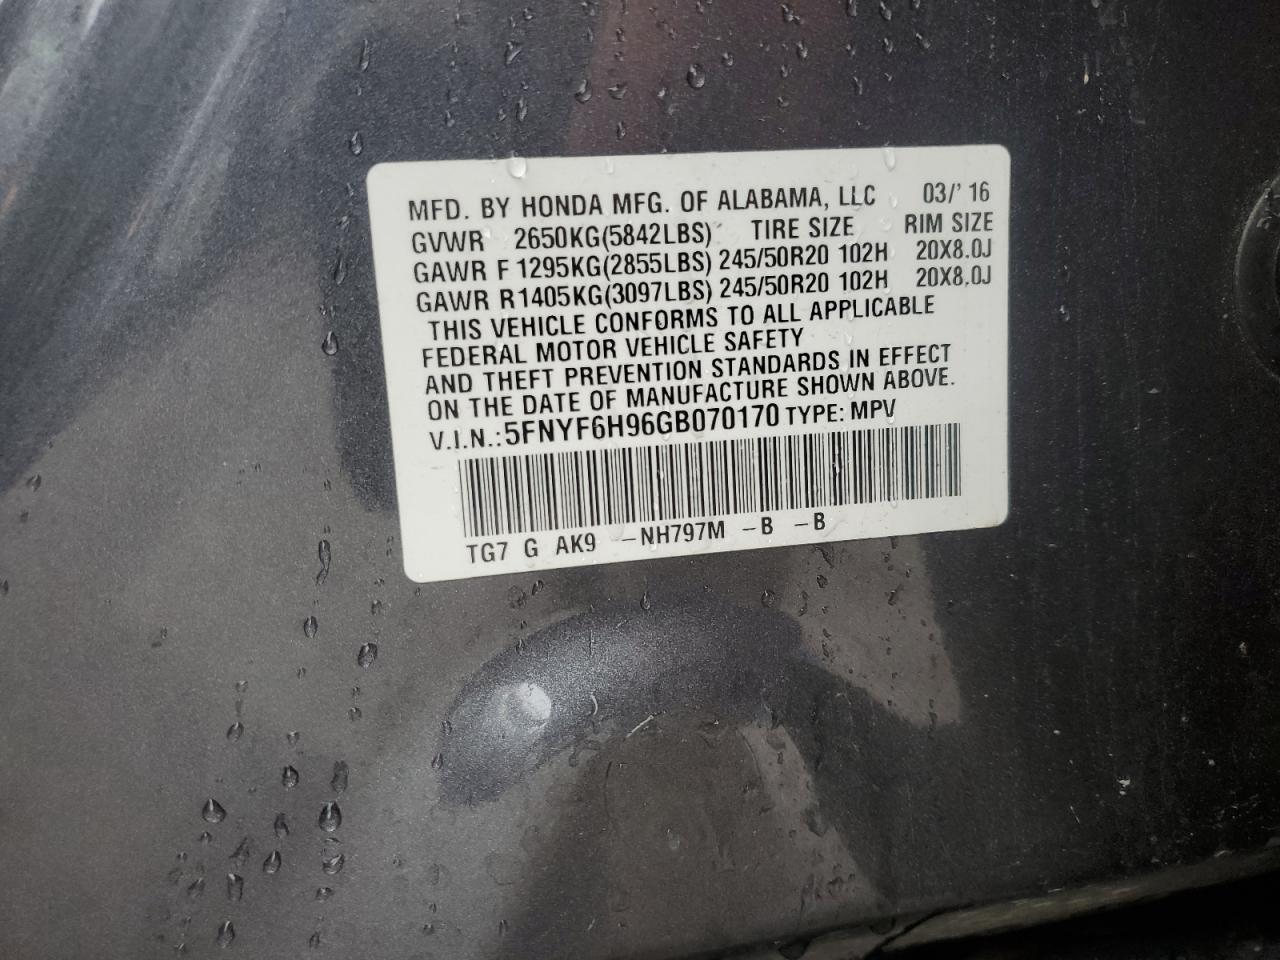 MFD. BY HONDA MFG. OF ALABAMA, LLC 03/'16
GVWR 2650KG(5842LBS) TIRE SIZE RIM SIZE
GAWR F 1295KG(2855LBS) 245/50R20 102H 20X8.0J
GAWR R 1405KG(3097LBS) 245/50R20 102H 20X8.0J
THIS VEHICLE CONFORMS TO ALL APPLICABLE
FEDERAL MOTOR VEHICLE SAFETY
AND THEFT PREVENTION STANDARDS IN EFFECT
ON THE DATE OF MANUFACTURE SHOWN ABOVE.
V.I.N.: 5FNYF6H96GB070170 TYPE: MPV
TG7 G AK9 -NH797M -B -B